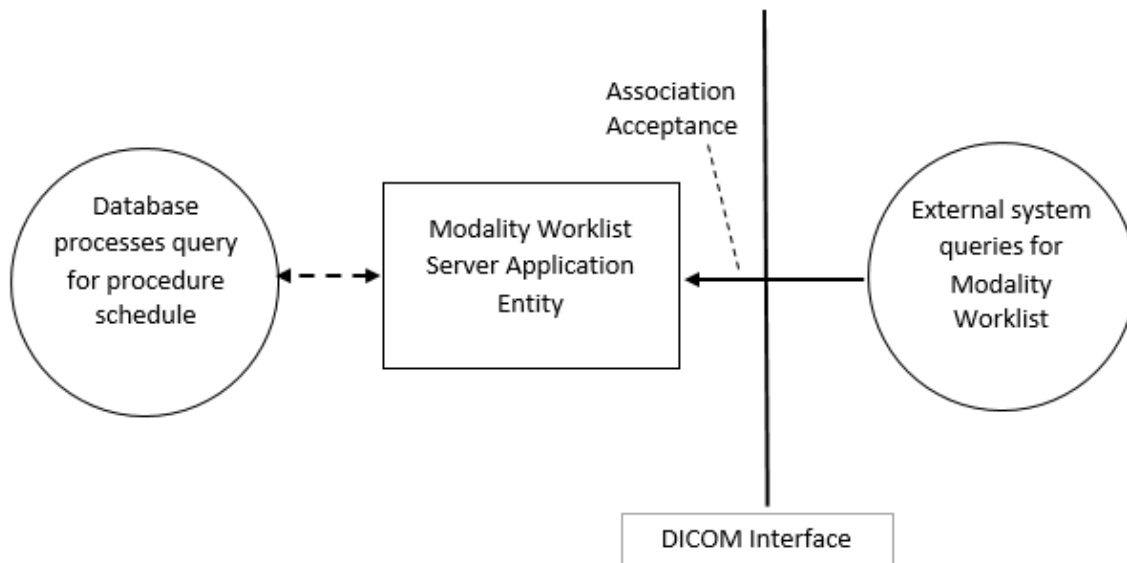 Association
Acceptance
Database
processes query
for procedure
schedule
Modality Worklist
Server Application
Entity
External system
queries for
Modality
Worklist
DICOM Interface